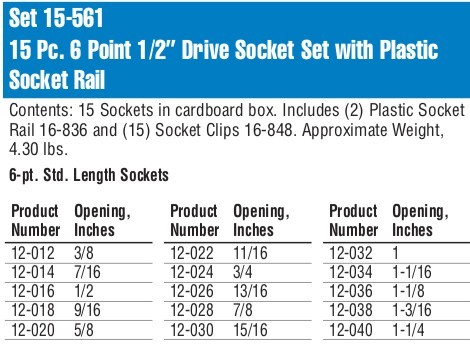 Set 15-561
15 Pc. 6 Point 1/2″ Drive Socket Set with Plastic
Socket Rail
Contents: 15 Sockets in cardboard box. Includes (2) Plastic Socket
Rail 16-836 and (15) Socket Clips 16-848. Approximate Weight,
4.30 lbs.
6-pt. Std. Length Sockets
Product Opening, Product Opening, Product Opening,
Number Inches Number Inches Number Inches
12-012 3/8 12-022 11/16 12-032 1
12-014 7/16 12-024 3/4 12-034 1-1/16
12-016 1/2 12-026 13/16 12-036 1-1/8
12-018 9/16 12-028 7/8 12-038 1-3/16
12-020 5/8 12-030 15/16 12-040 1-1/4